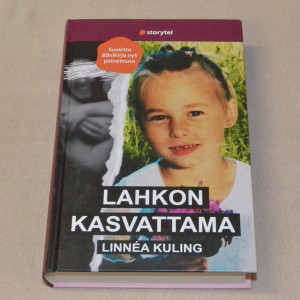 storytel
Suosittu
äänikirja nyt
painettuna
LAHKON
KASVATTAMA
LINNÉA KULING